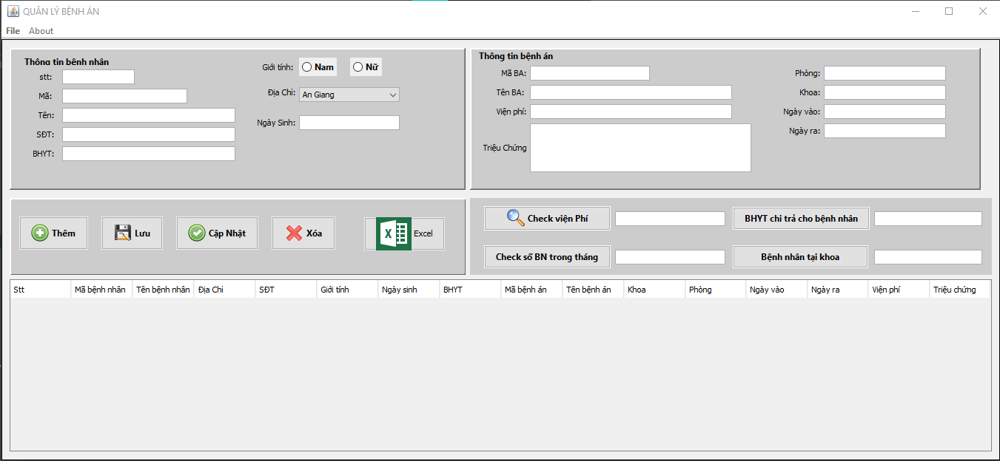 QUẢN LÝ BỆNH ÁN
File About
Thông tin bệnh nhân
stt:
Mã:
Tên:
SĐT:
BHYT:
Giới tính: Nam Nữ
Địa Chỉ: An Giang
Ngày Sinh:
Thông tin bệnh án
Mã BA:
Tên BA:
Viện phí:
Triệu Chứng
Phòng:
Khoa:
Ngày vào:
Ngày ra:
Thêm Lưu Cập Nhật Xóa X Excel
Check viện Phí BHYT chi trả cho bệnh nhân
Check số BN trong tháng Bệnh nhân tại khoa
Stt Mã bệnh nhân Tên bệnh nhân Địa Chỉ SĐT Giới tính Ngày sinh BHYT Mã bệnh án Tên bệnh án Khoa Phòng Ngày vào Ngày ra Viện phí Triệu chứng